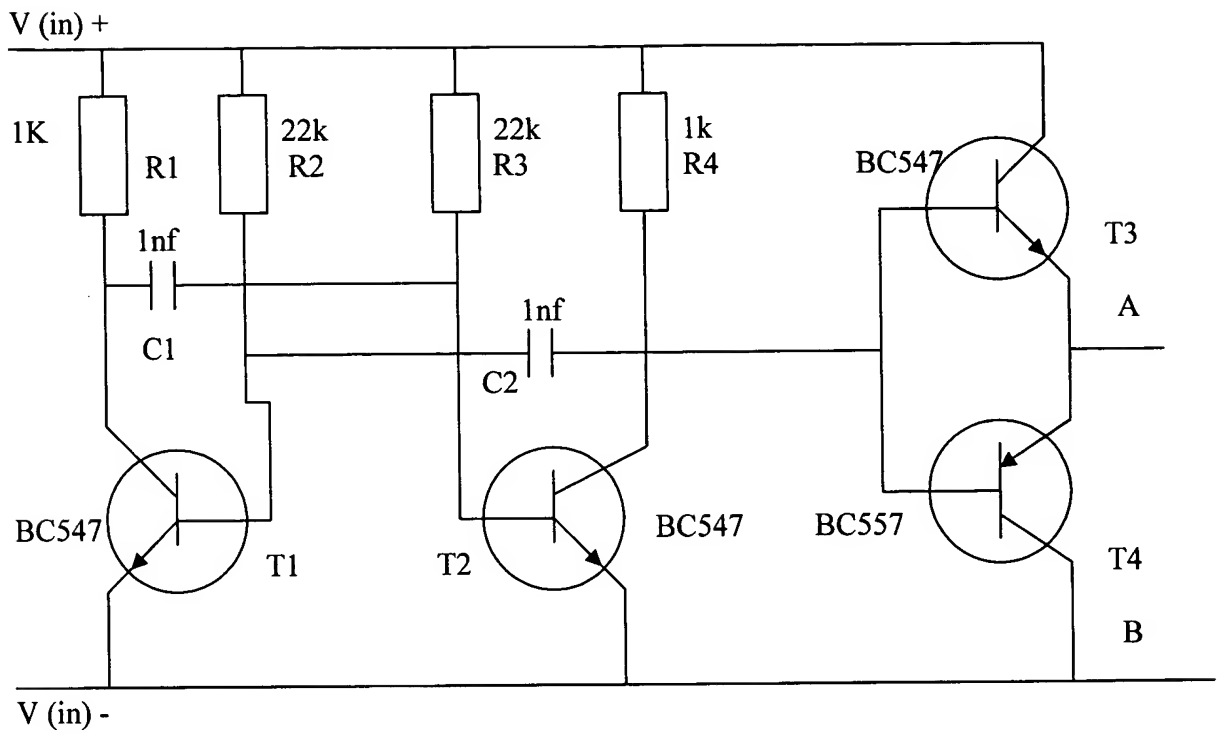 V (in) +
1K
R1
22k
R2
22k
R3
1k
R4
BC547
T3
1nf
C1
1nf
C2
A
BC547
T1
T2
BC547
BC557
T4
B
V (in) -